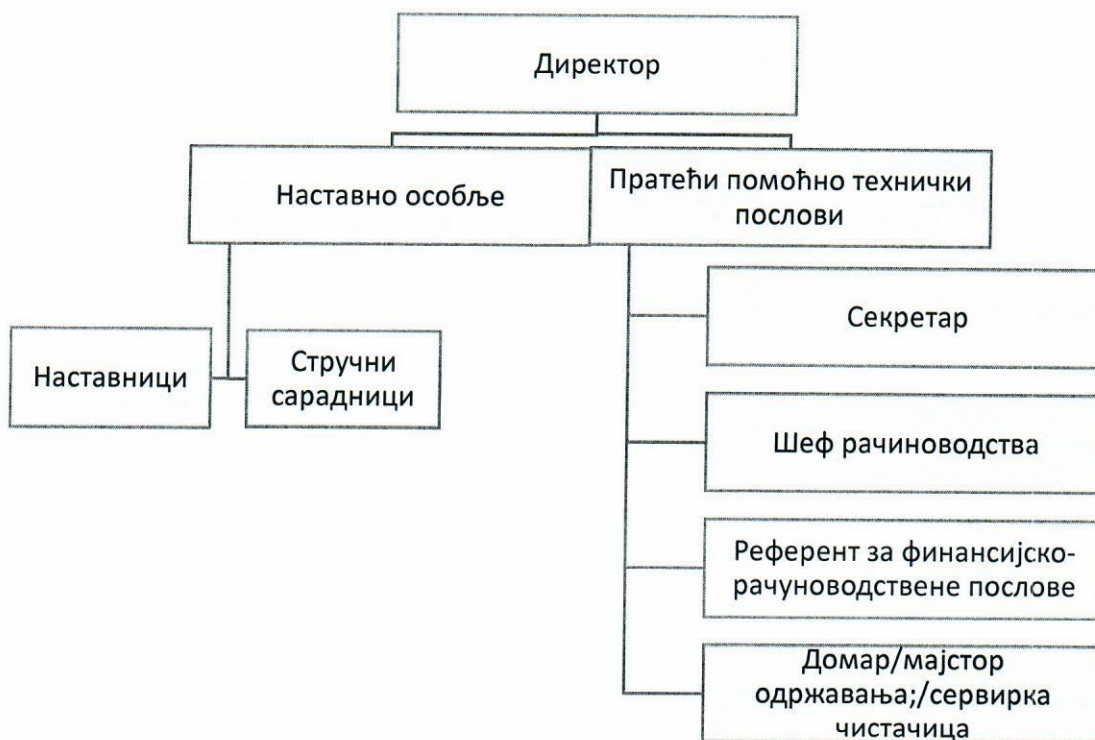 Директор
Наставно особље
Пратећи помоћно технички
послови
Наставници
Стручни
сарадници
Секретар
Шеф рачиноводства
Референт за финансијско-
рачуноводствене послове
Домар/мајстор
одржавања;/сервирка
чистачица